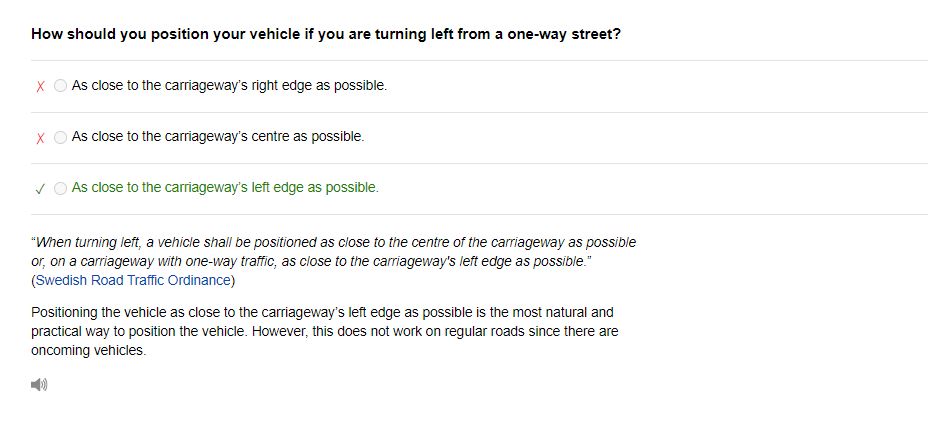 How should you position your vehicle if you are turning left from a one-way street?
X As close to the carriageway's right edge as possible.
X As close to the carriageway's centre as possible.
✓ As close to the carriageway's left edge as possible.
“When turning left, a vehicle shall be positioned as close to the centre of the carriageway as possible
or, on a carriageway with one-way traffic, as close to the carriageway's left edge as possible.”
(Swedish Road Traffic Ordinance)
Positioning the vehicle as close to the carriageway's left edge as possible is the most natural and
practical way to position the vehicle. However, this does not work on regular roads since there are
oncoming vehicles.